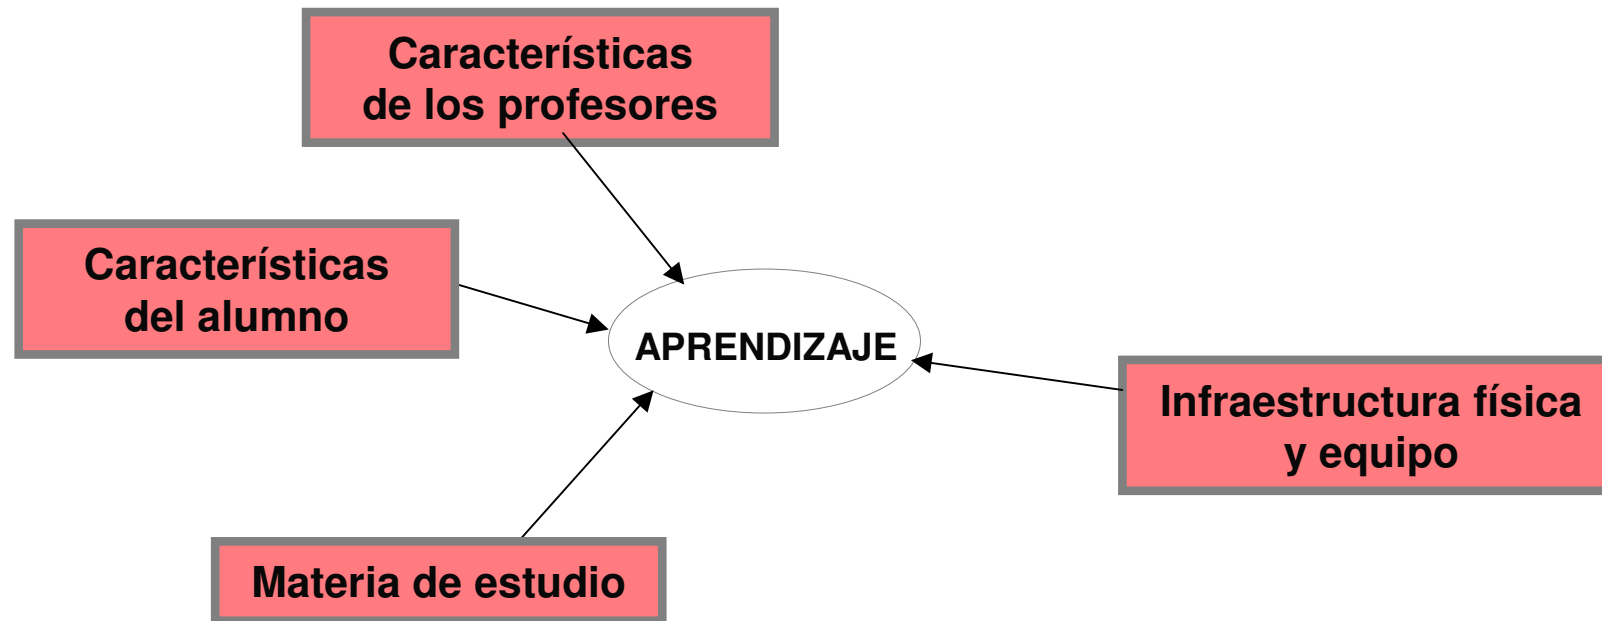 Características
de los profesores
Características
del alumno
APRENDIZAJE
Infraestructura física
y equipo
Materia de estudio